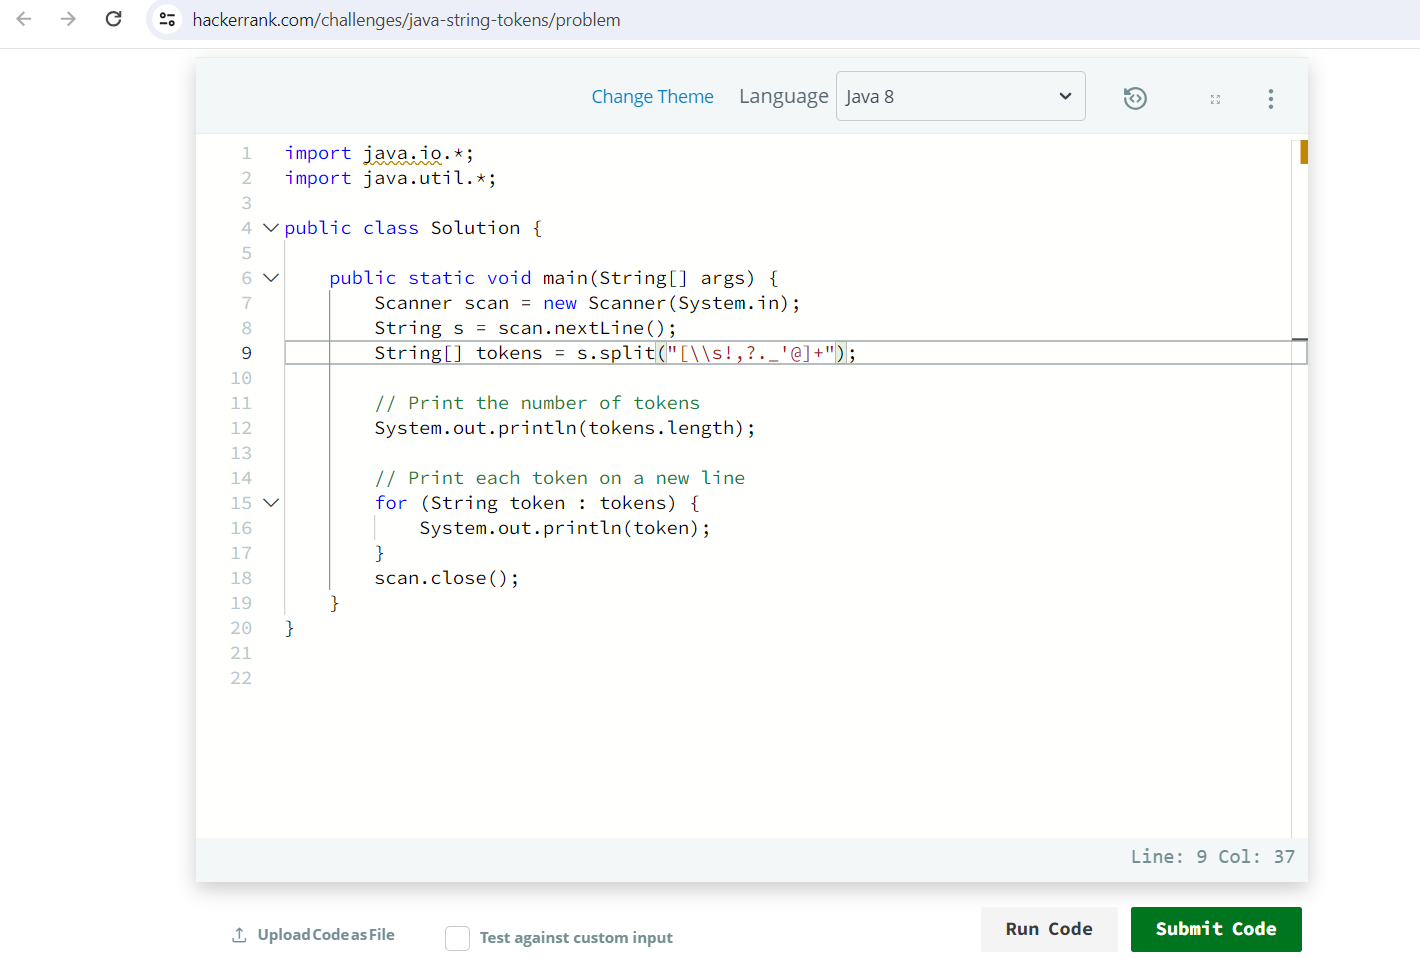 hackerrank.com/challenges/java-string-tokens/problem
Change Theme Language Java 8
1 import java.io.*;
2 import java.util.*;
3
4 public class Solution {
5
6     public static void main(String[] args) {
7         Scanner scan = new Scanner(System.in);
8         String s = scan.nextLine();
9         String[] tokens = s.split("[\\s!,?._'@]+");
10
11         // Print the number of tokens
12         System.out.println(tokens.length);
13
14         // Print each token on a new line
15         for (String token : tokens) {
16             System.out.println(token);
17         }
18         scan.close();
19     }
20 }
21
22
Line: 9 Col: 37
Upload Code as File Test against custom input Run Code Submit Code